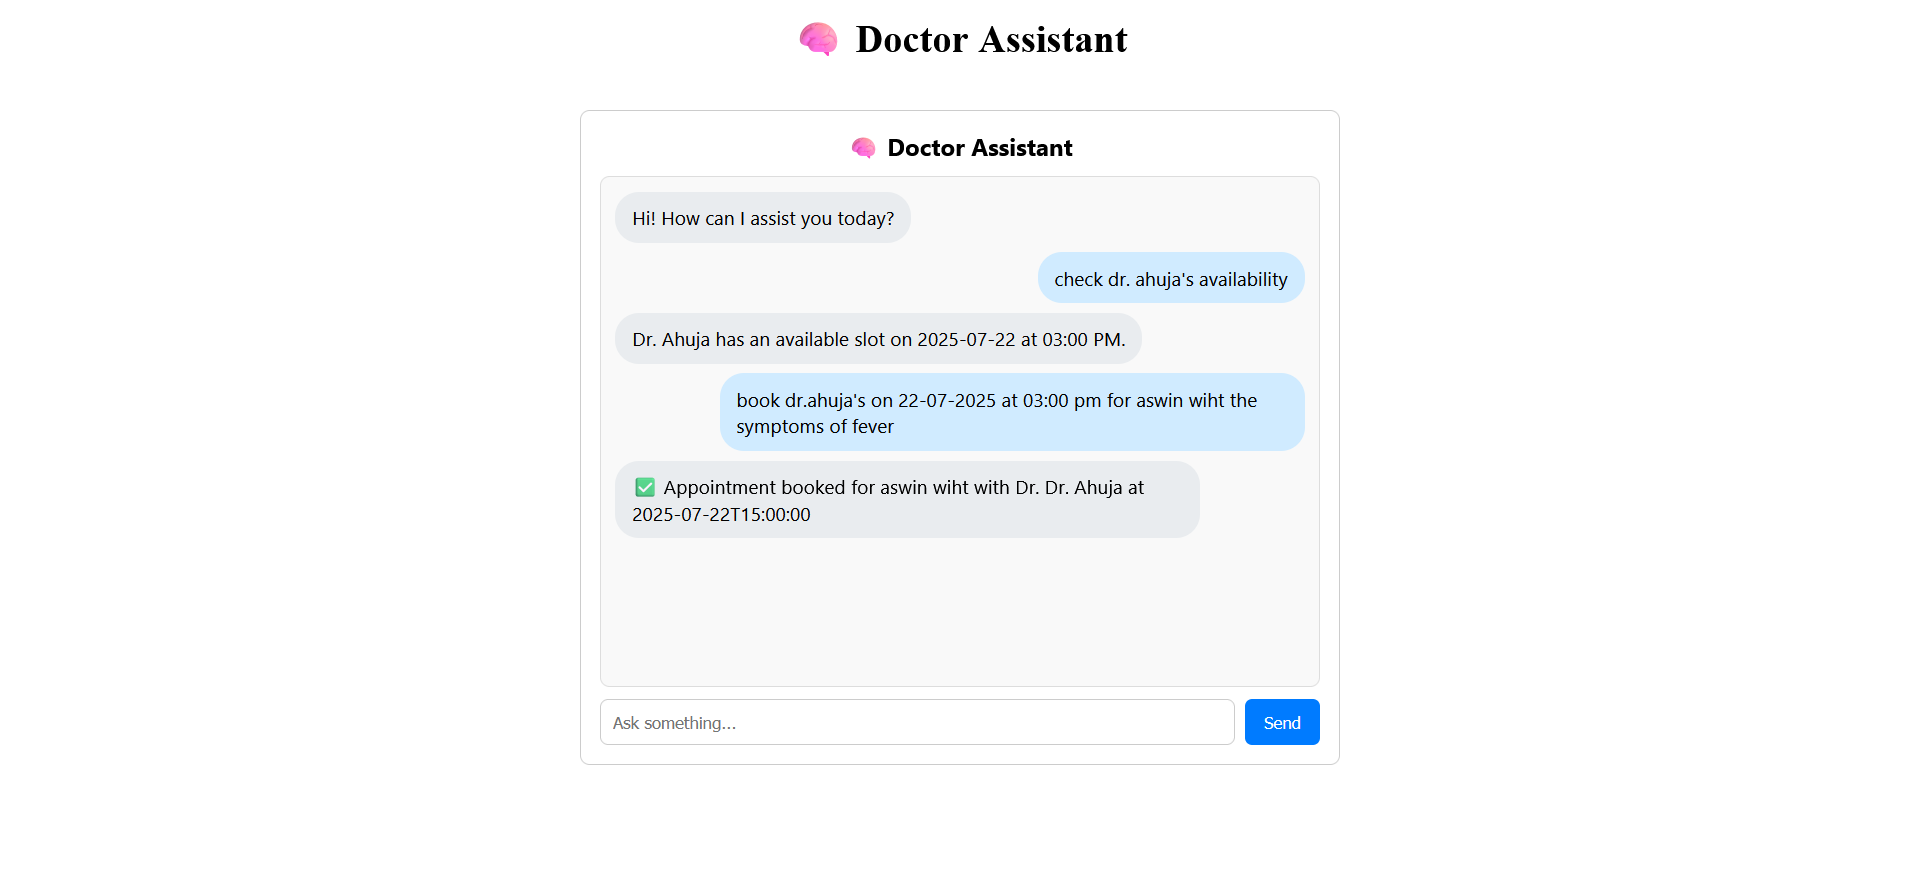 🧠 Doctor Assistant
🧠 Doctor Assistant
Hi! How can I assist you today?
check dr. ahuja's availability
Dr. Ahuja has an available slot on 2025-07-22 at 03:00 PM.
book dr.ahuja's on 22-07-2025 at 03:00 pm for aswin wiht the
symptoms of fever
✅ Appointment booked for aswin wiht with Dr. Dr. Ahuja at
2025-07-22T15:00:00
Ask something...
Send